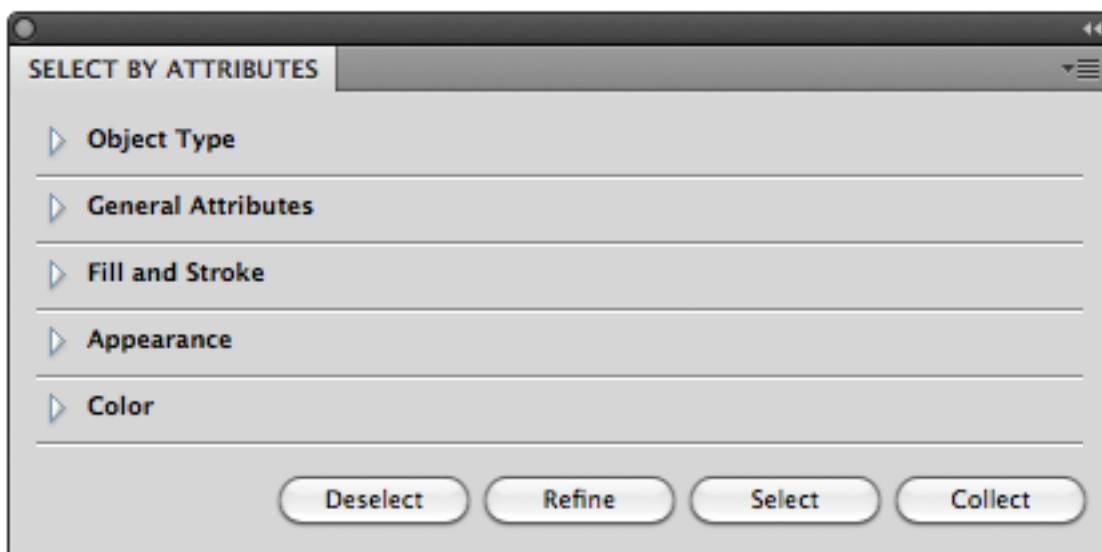 SELECT BY ATTRIBUTES
Object Type
General Attributes
Fill and Stroke
Appearance
Color
Deselect Refine Select Collect